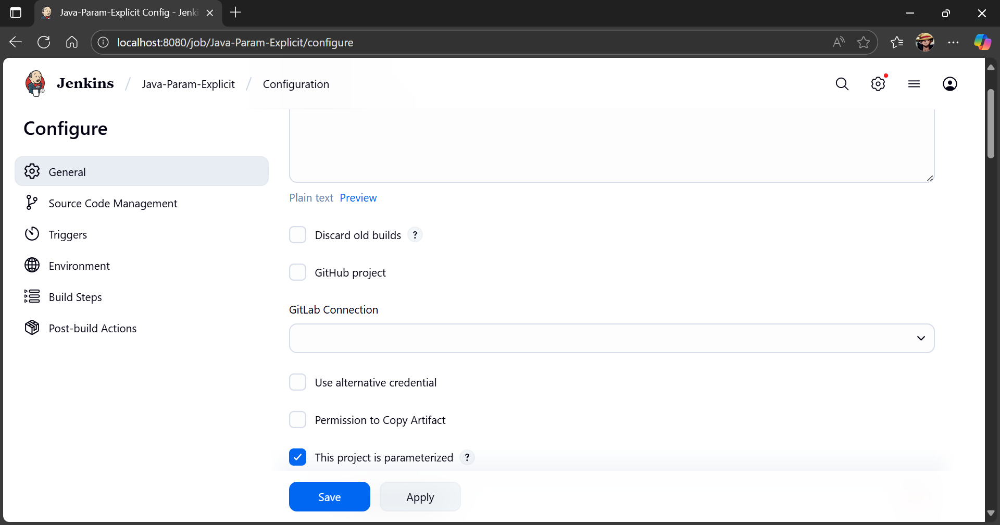 Java-Param-Explicit Config - Jenki
localhost:8080/job/Java-Param-Explicit/configure
Jenkins / Java-Param-Explicit / Configuration
Configure
General
Source Code Management
Triggers
Environment
Build Steps
Post-build Actions
Plain text Preview
Discard old builds ?
GitHub project
GitLab Connection
Use alternative credential
Permission to Copy Artifact
This project is parameterized ?
Save Apply